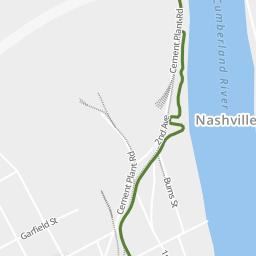 Cement Plant Rd
Cumberland River
Nashville
2nd Ave
Cement Plant Rd
Burns St
Garfield St